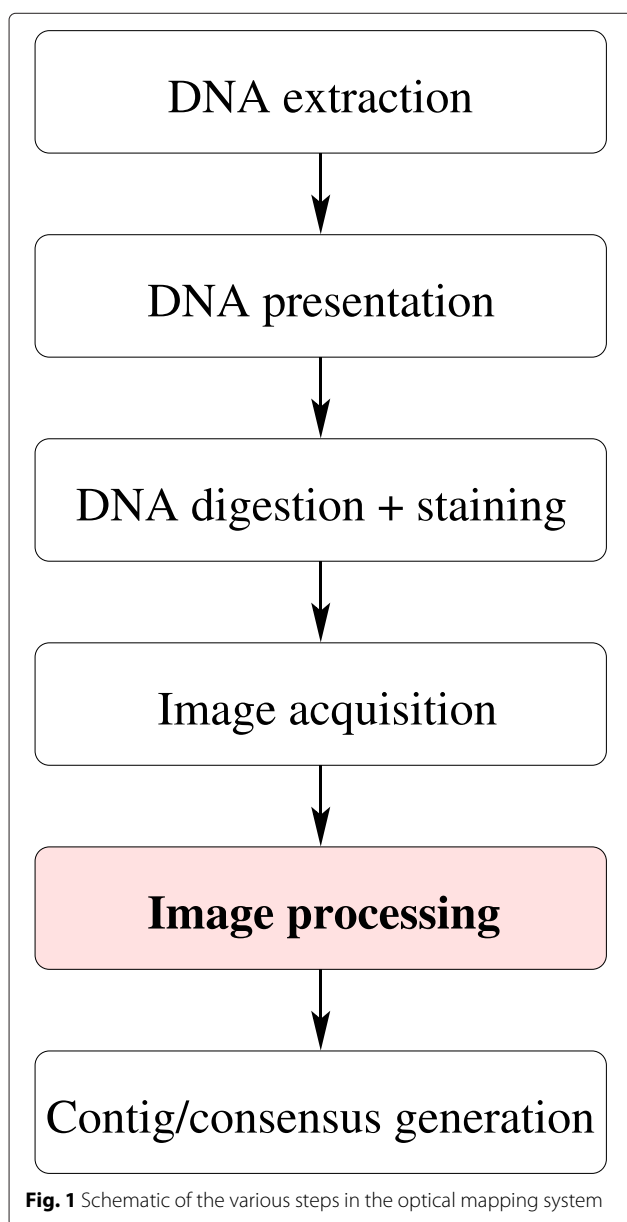 DNA extraction
DNA presentation
DNA digestion + staining
Image acquisition
Image processing
Contig/consensus generation
Fig. 1 Schematic of the various steps in the optical mapping system